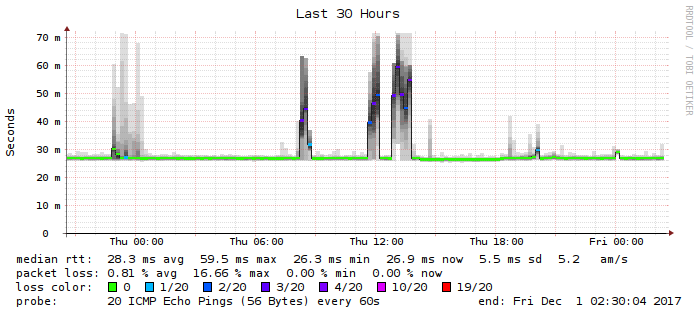 Last 30 Hours
RRDTOOL / TOBI OETIKER
Seconds
70 m
60 m
50 m
40 m
30 m
20 m
10 m
0
Thu 00:00 Thu 06:00 Thu 12:00 Thu 18:00 Fri 00:00
median rtt: 28.3 ms avg 59.5 ms max 26.3 ms min 26.9 ms now 5.5 ms sd 5.2 am/s
packet loss: 0.81 % avg 16.66 % max 0.00 % min 0.00 % now
loss color: 0 1/20 2/20 3/20 4/20 10/20 19/20
probe: 20 ICMP Echo Pings (56 Bytes) every 60s end: Fri Dec 1 02:30:04 2017